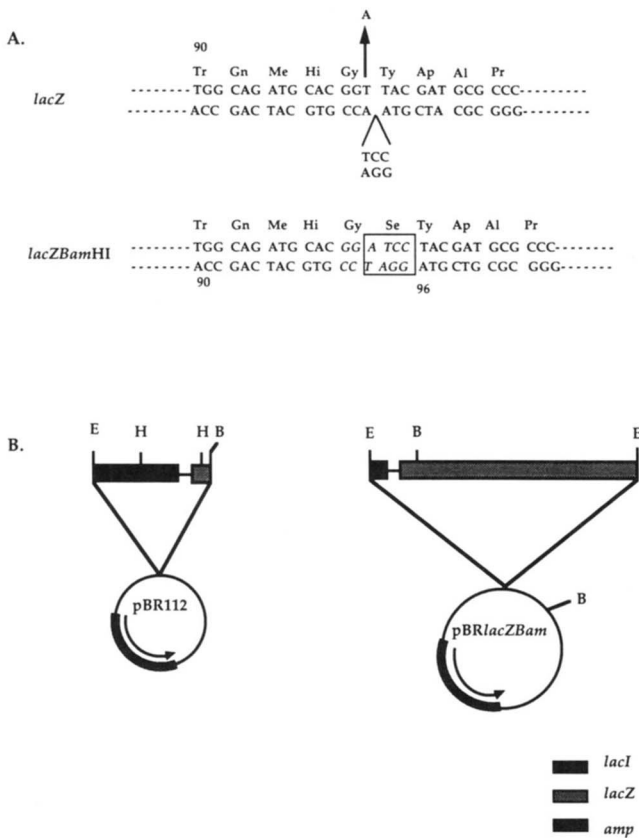 A
A.
90
Tr Gn Me Hi Gy Ty Ap Al Pr
lacZ
------- TGG CAG ATG CAC GGT TAC GAT GCG CCC -------
------- ACC GAC TAC GTG CCA ATG CTA CGC GGG -------
TCC
AGG
Tr Gn Me Hi Gy Se Ty Ap Al Pr
lacZBamHI
------- TGG CAG ATG CAC GG A TCC TAC GAT GCG CCC -------
------- ACC GAC TAC GTG CC T AGG ATG CTG CGC GGG -------
90 96
B.
E H H B
E B E
pBR112
B
pBRlacZBam
lacI
lacZ
amp